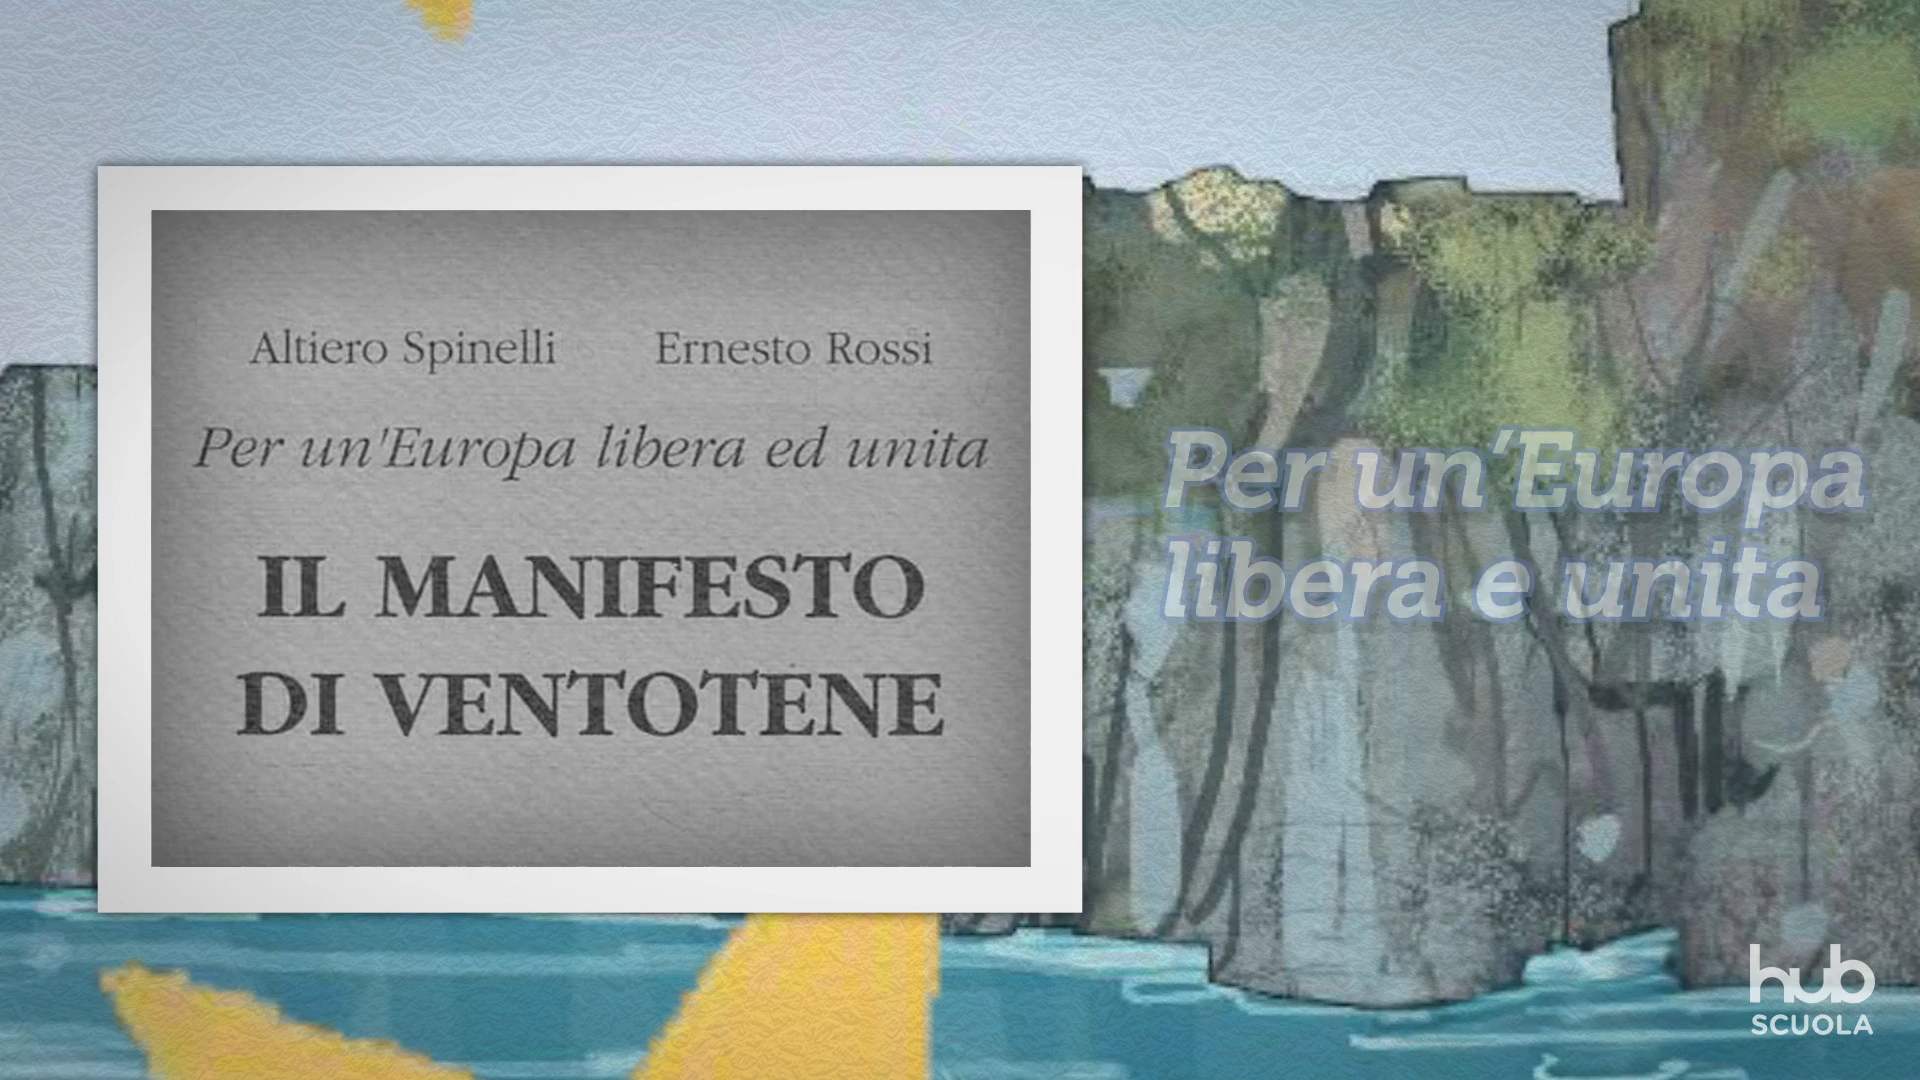 Altiero Spinelli Ernesto Rossi
Per un'Europa libera ed unita
IL MANIFESTO
DI VENTOTENE
Per un'Europa
libera e unita
hub
SCUOLA